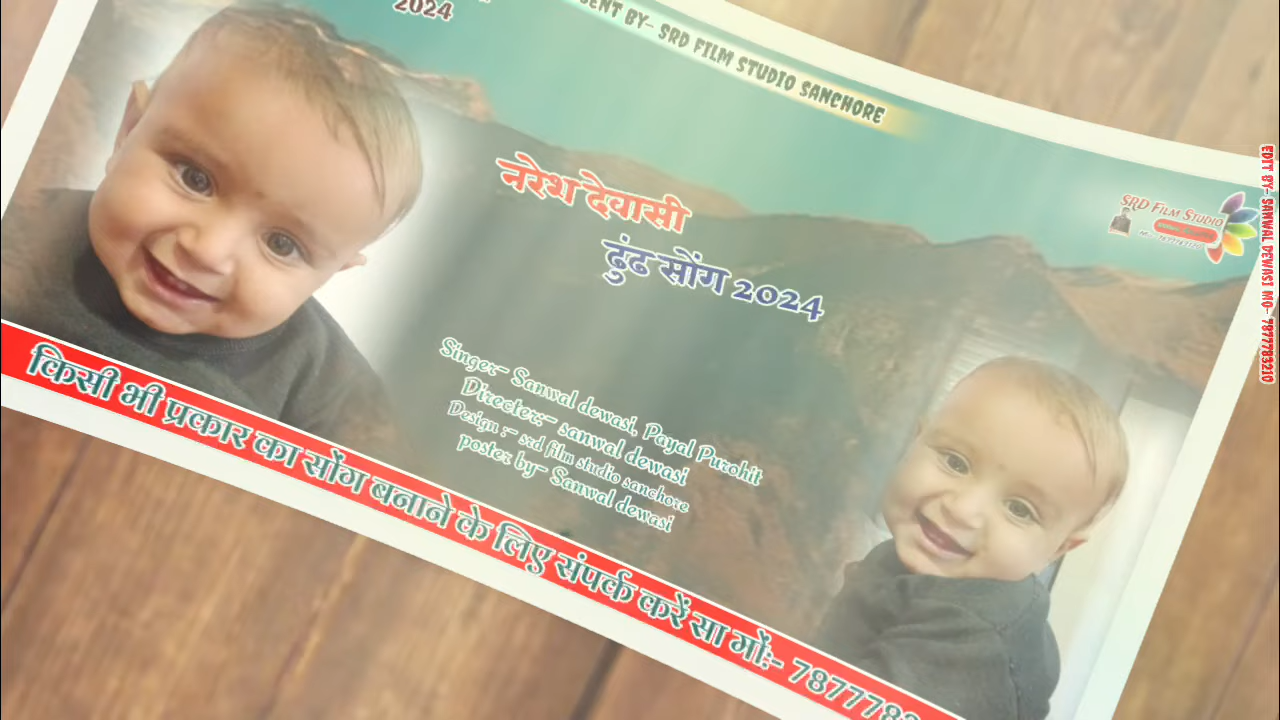 2024
SENT BY- SRD FILM STUDIO SANCHORE
नरेश देवासी
ढुंढ सोंग 2024
SRD FILM STUDIO
Singer:- Sanwal dewasi, Payal Purohit
Directer:- sanwal dewasi
Design :- srd film studio sanchore
poster by- Sanwal dewasi
किसी भी प्रकार का सोंग बनाने के लिए संपर्क करें सा मों:- 787778
EDIT BY- SANWAL DEWASI MO- 7877783210